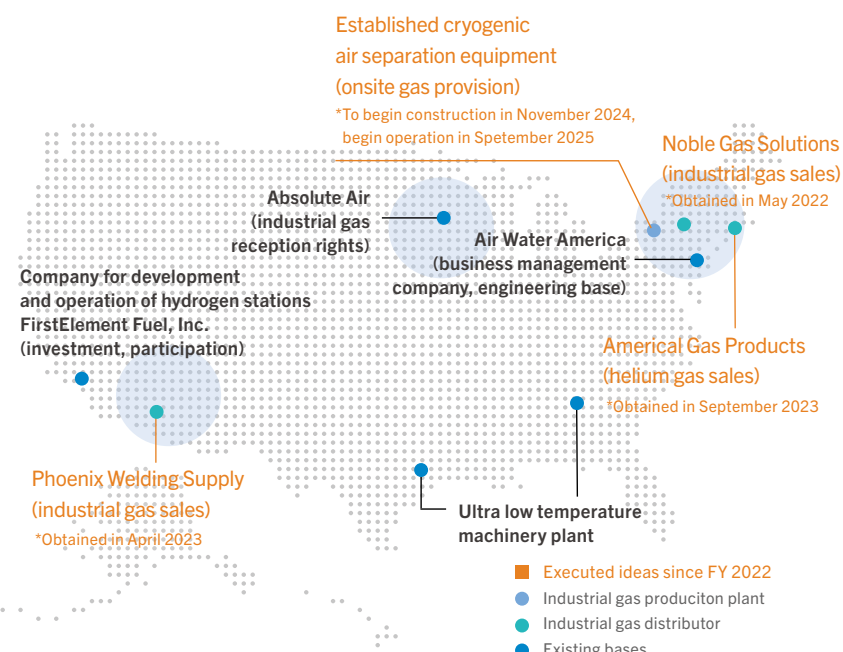 Established cryogenic
air separation equipment
(onsite gas provision)
*To begin construction in November 2024,
begin operation in Spetember 2025
Noble Gas Solutions
(industrial gas sales)
*Obtained in May 2022
Absolute Air
(industrial gas
reception rights)
Air Water America
(business management
company, engineering base)
Company for development
and operation of hydrogen stations
FirstElement Fuel, Inc.
(investment, participation)
Americal Gas Products
(helium gas sales)
*Obtained in September 2023
Phoenix Welding Supply
(industrial gas sales)
*Obtained in April 2023
Ultra low temperature
machinery plant
Executed ideas since FY 2022
Industrial gas produciton plant
Industrial gas distributor
Existing bases